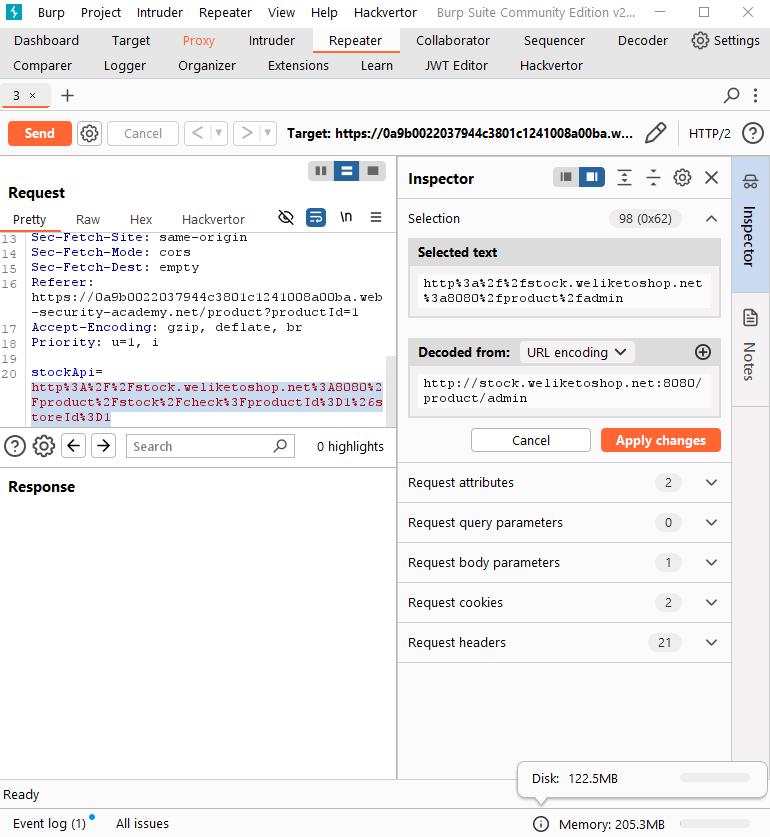 Burp Project Intruder Repeater View Help Hackvertor Burp Suite Community Edition v2...
Dashboard Target Proxy Intruder Repeater Collaborator Sequencer Decoder Settings
Comparer Logger Organizer Extensions Learn JWT Editor Hackvertor
3 × +
Send Cancel < > Target: https://0a9b0022037944c3801c1241008a00ba.w... HTTP/2 ?
Request
Pretty Raw Hex Hackvertor \n
13 Sec-Fetch-Site: same-origin
14 Sec-Fetch-Mode: cors
15 Sec-Fetch-Dest: empty
16 Referer:
https://0a9b0022037944c3801c1241008a00ba.web
-security-academy.net/product?productId=1
17 Accept-Encoding: gzip, deflate, br
18 Priority: u=1, i
19
20 stockApi=
http%3A%2F%2Fstock.weliketoshop.net%3A8080%2
Fproduct%2Fstock%2Fcheck%3FproductId%3D1%26s
toreId%3D1
? Search 0 highlights
Response
Inspector
Selection 98 (0x62)
Selected text
http%3a%2f%2fstock.weliketoshop.net
%3a8080%2fproduct%2fadmin
Decoded from: URL encoding
http://stock.weliketoshop.net:8080/
product/admin
Cancel Apply changes
Request attributes 2
Request query parameters 0
Request body parameters 1
Request cookies 2
Request headers 21
Inspector
Notes
Disk: 122.5MB
Ready
Event log (1) All issues Memory: 205.3MB